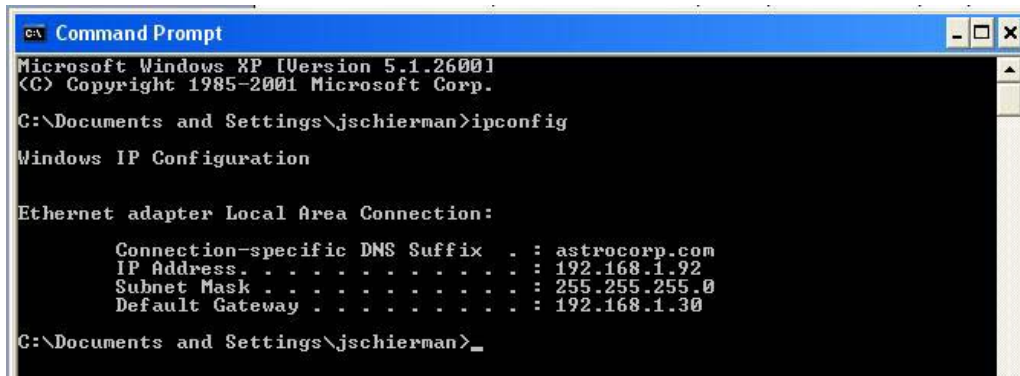 Command Prompt
Microsoft Windows XP [Version 5.1.2600]
(C) Copyright 1985-2001 Microsoft Corp.
C:\Documents and Settings\jschierman>ipconfig
Windows IP Configuration
Ethernet adapter Local Area Connection:
Connection-specific DNS Suffix . : astrocorp.com
IP Address. . . . . . . . . . . . : 192.168.1.92
Subnet Mask . . . . . . . . . . . : 255.255.255.0
Default Gateway . . . . . . . . . : 192.168.1.30
C:\Documents and Settings\jschierman>_